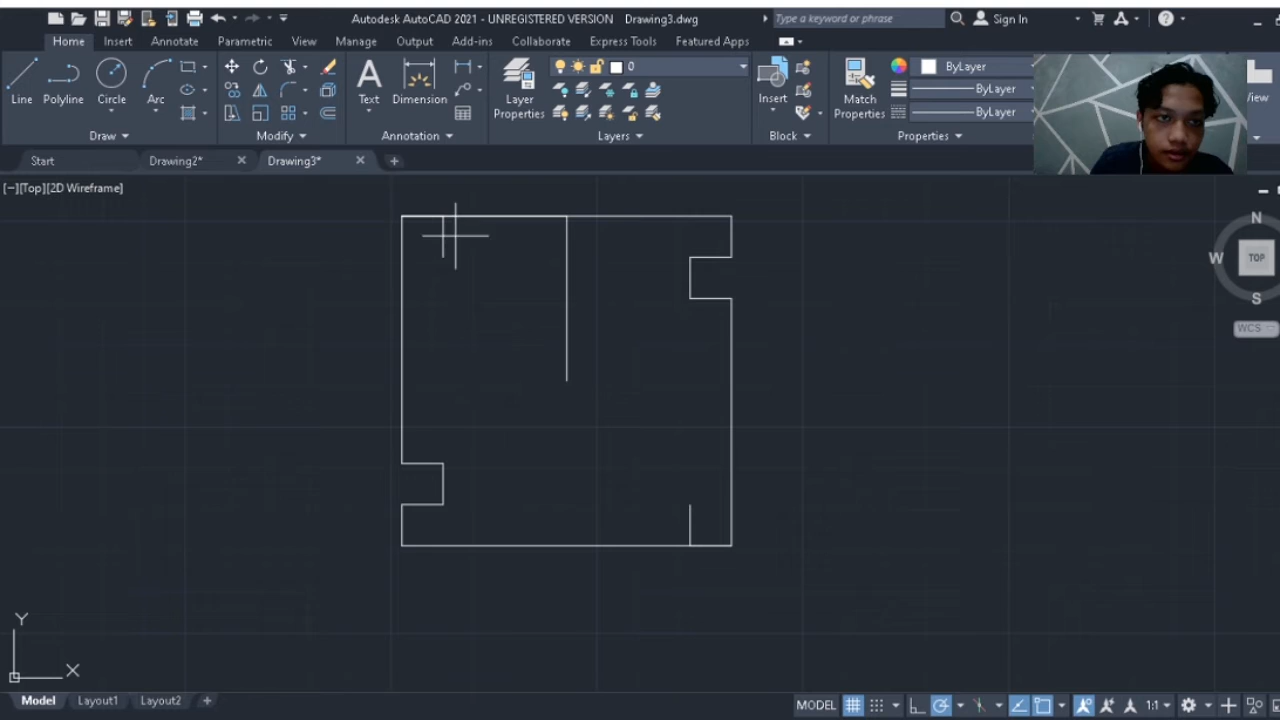 Autodesk AutoCAD 2021 - UNREGISTERED VERSION Drawing3.dwg Type a keyword or phrase Sign In
Home Insert Annotate Parametric View Manage Output Add-ins Collaborate Express Tools Featured Apps
Line Polyline Circle Arc Text Dimension Layer Properties 0 Insert Match Properties ByLayer
ByLayer
ByLayer
View
Draw Modify Annotation Layers Block Properties
Start Drawing2* Drawing3*
[−][Top][2D Wireframe]
N
W TOP
S
WCS
Y
X
Model Layout1 Layout2 MODEL 1:1